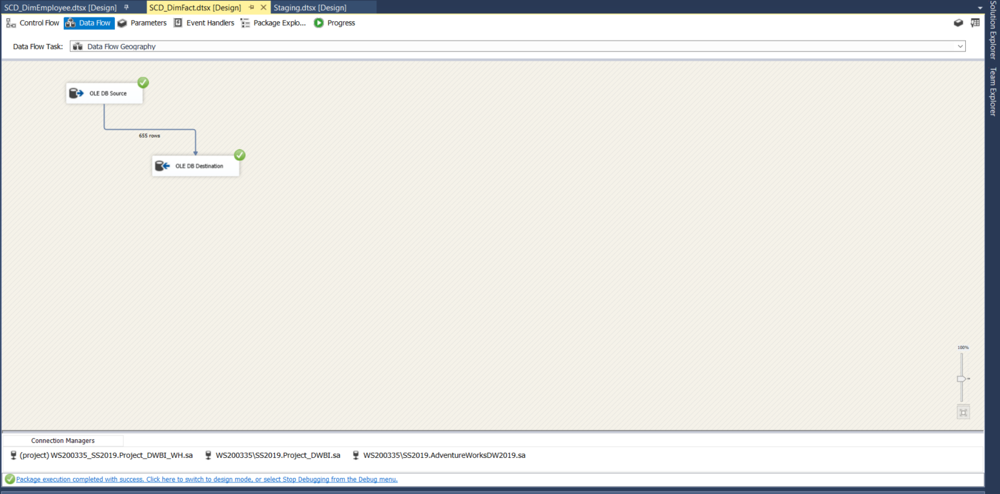 SCD_DimEmployee.dtsx [Design] SCD_DimFact.dtsx [Design] Staging.dtsx [Design]
Control Flow Data Flow Parameters Event Handlers Package Explo... Progress
Data Flow Task: Data Flow Geography
OLE DB Source
655 rows
OLE DB Destination
100%
Connection Managers
(project) WS200335_SS2019.Project_DWBI_WH.sa WS200335\SS2019.Project_DWBI.sa WS200335\SS2019.AdventureWorksDW2019.sa
Package execution completed with success. Click here to switch to design mode, or select Stop Debugging from the Debug menu.
Solution Explorer
Team Explorer